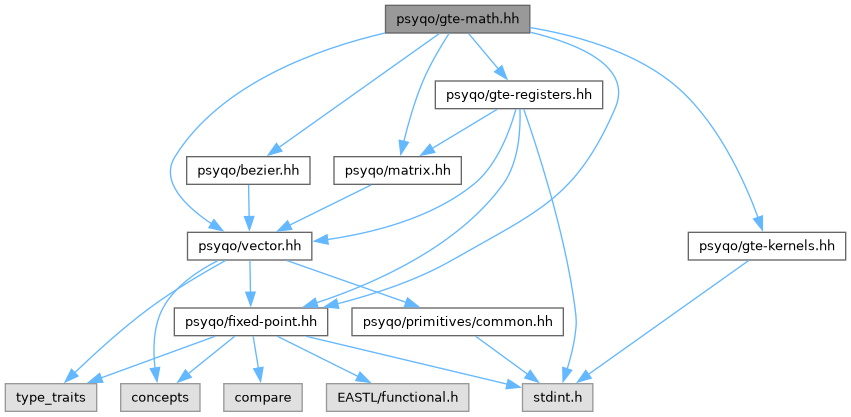 psyqo/gte-math.hh
psyqo/gte-registers.hh
psyqo/bezier.hh
psyqo/matrix.hh
psyqo/vector.hh
psyqo/gte-kernels.hh
psyqo/fixed-point.hh
psyqo/primitives/common.hh
type_traits
concepts
compare
EASTL/functional.h
stdint.h